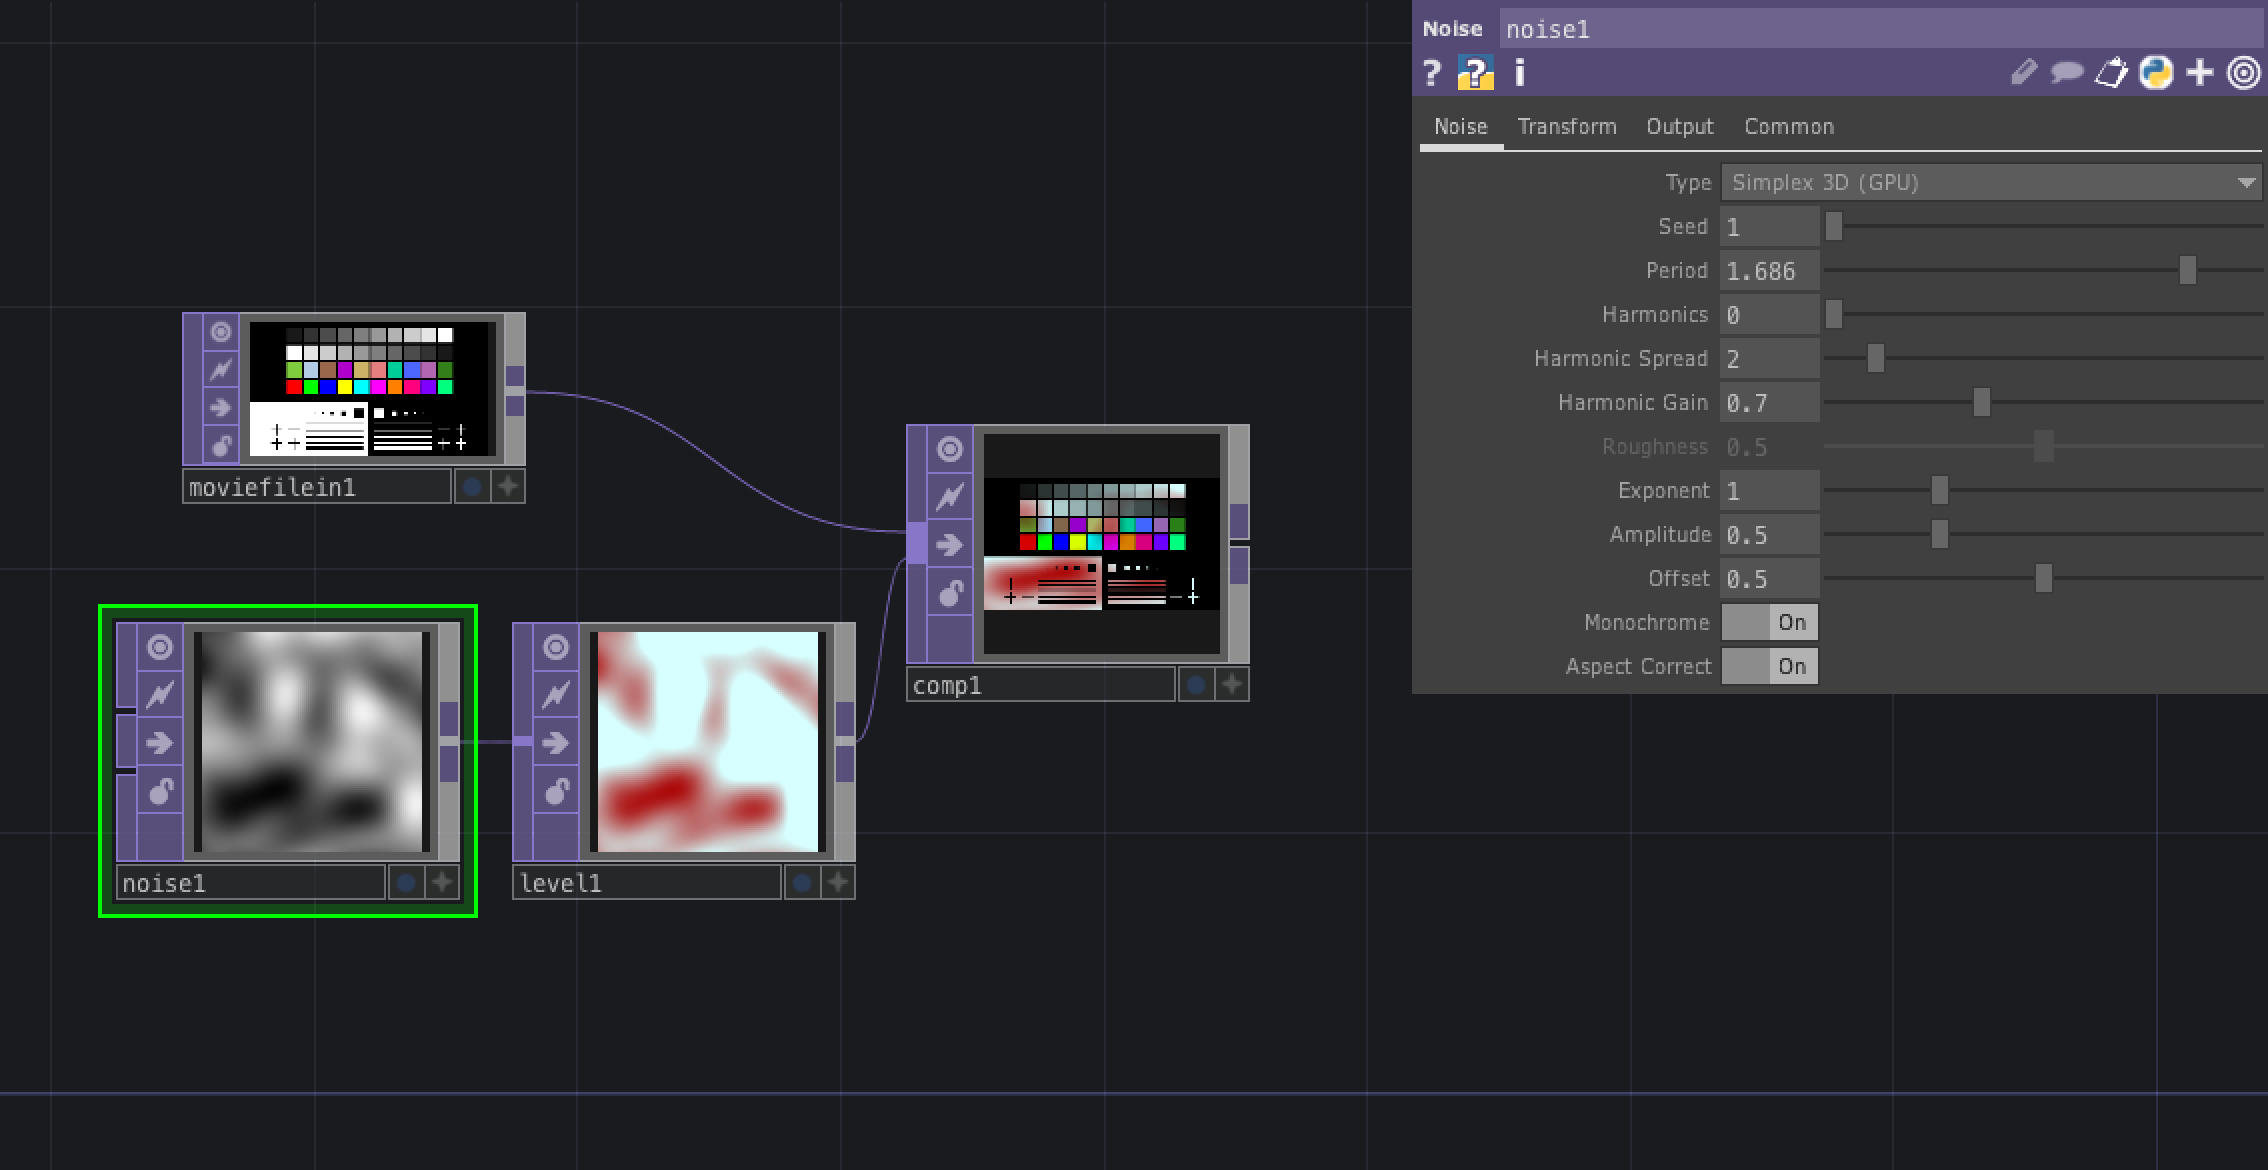 Noise noise1
? ? i
Noise Transform Output Common
Type Simplex 3D (GPU)
Seed 1
Period 1.686
Harmonics 0
Harmonic Spread 2
Harmonic Gain 0.7
Roughness 0.5
Exponent 1
Amplitude 0.5
Offset 0.5
Monochrome On
Aspect Correct On
moviefilein1
comp1
noise1
level1